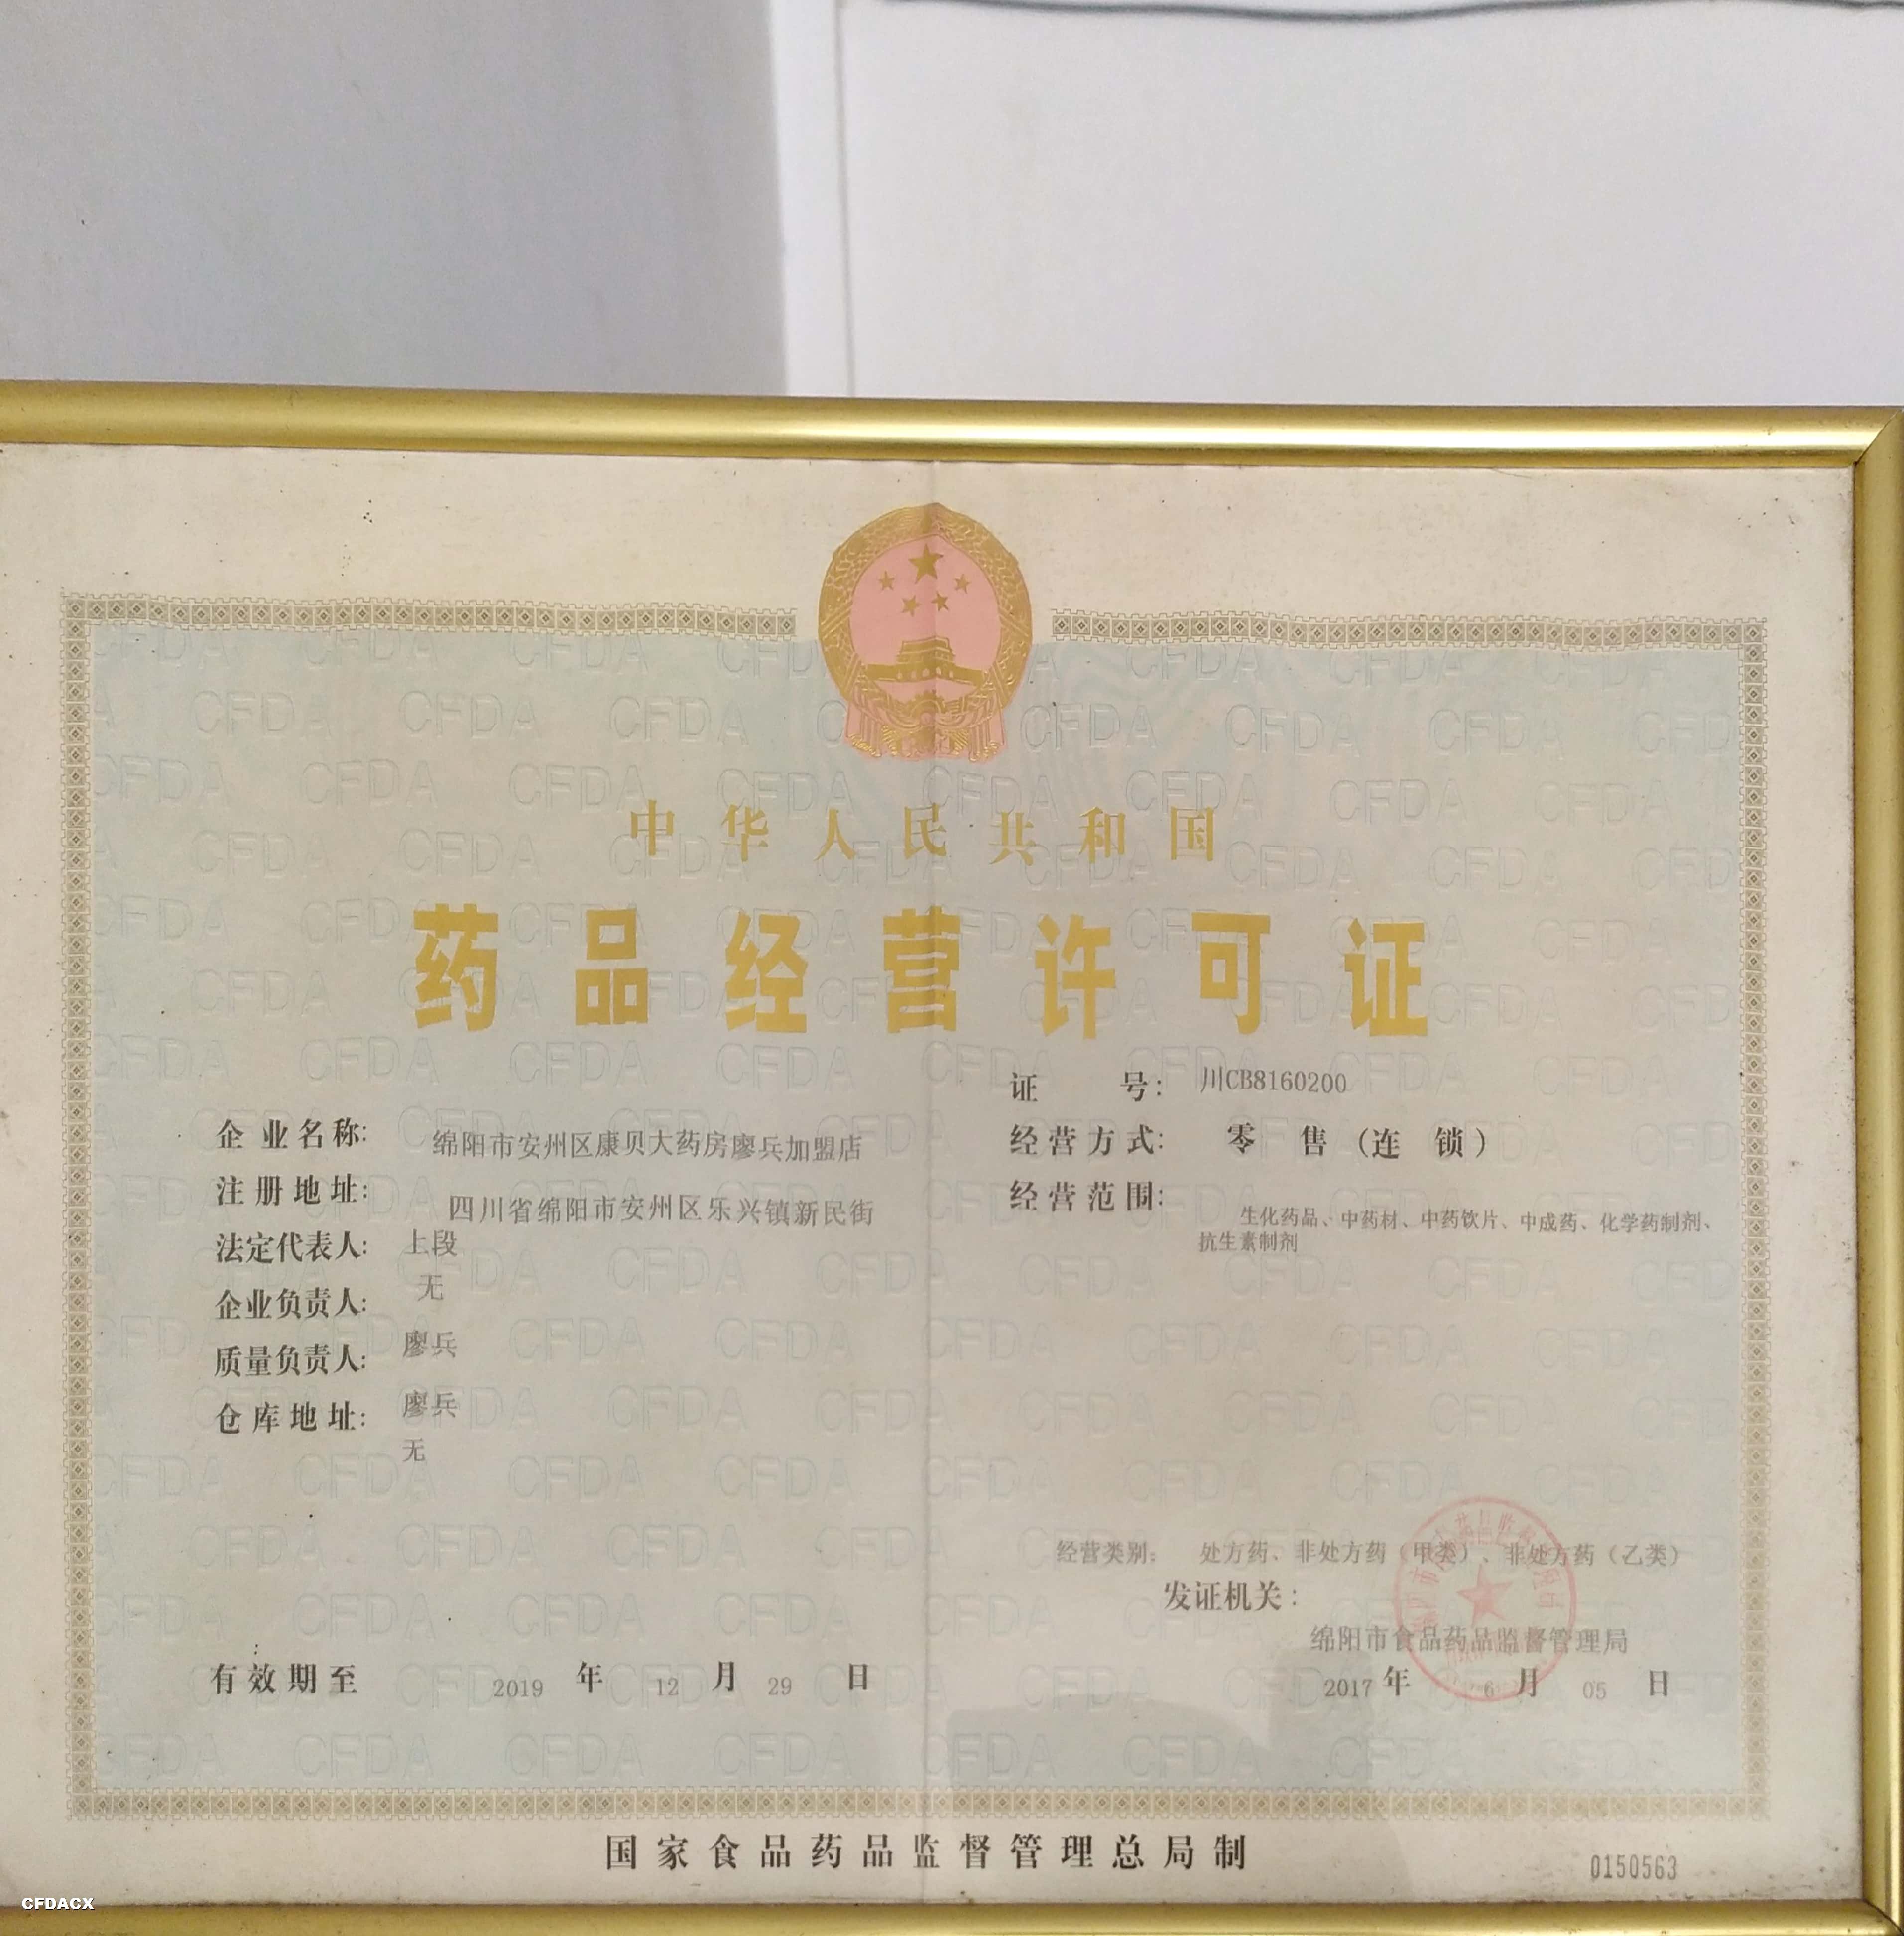 中华人民共和国
药品经营许可证
证 号： 川CB8160200
企业名称： 绵阳市安州区康贝大药房廖兵加盟店
经营方式： 零 售（连 锁）
注册地址： 四川省绵阳市安州区乐兴镇新民街
上段
经营范围： 生化药品、中药材、中药饮片、中成药、化学药制剂、
抗生素制剂
法定代表人： 无
企业负责人： 廖兵
质量负责人： 廖兵
仓库地址： 无
经营类别： 处方药、非处方药（甲类）、非处方药（乙类）
发证机关：
绵阳市食品药品监督管理局
有效期至 2019 年 12 月 29 日
2017 年 6 月 05 日
国家食品药品监督管理总局制
0150563
CFDACX